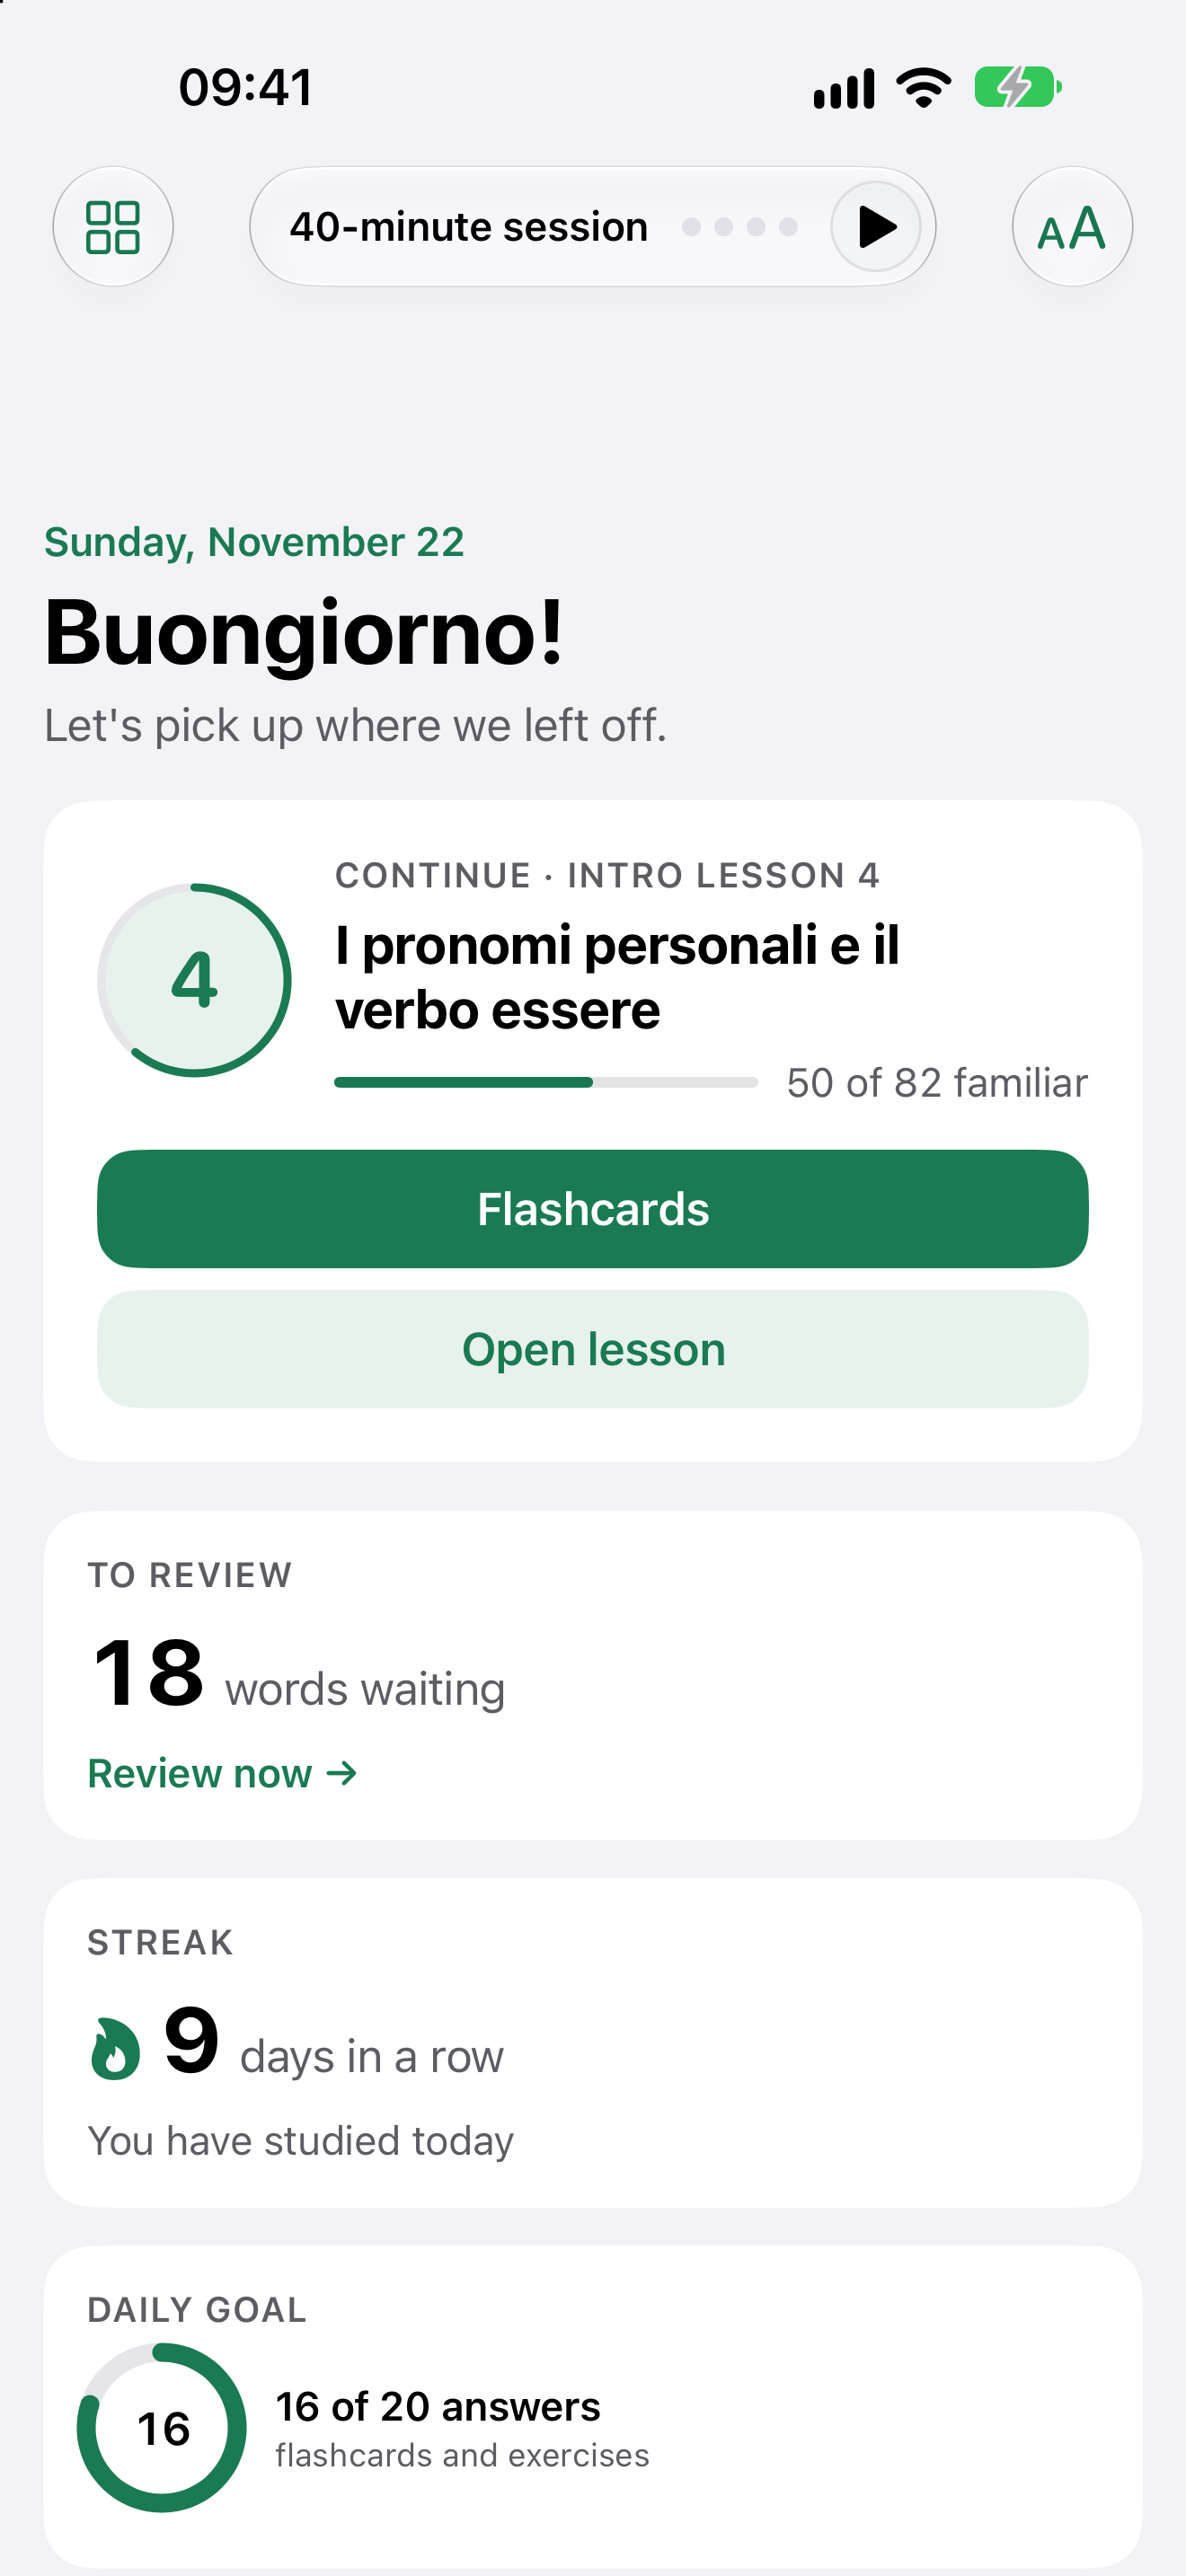 09:41
40-minute session
AA
Sunday, November 22
Buongiorno!
Let's pick up where we left off.
CONTINUE · INTRO LESSON 4
4
I pronomi personali e il
verbo essere
50 of 82 familiar
Flashcards
Open lesson
TO REVIEW
18 words waiting
Review now →
STREAK
9 days in a row
You have studied today
DAILY GOAL
16
16 of 20 answers
flashcards and exercises